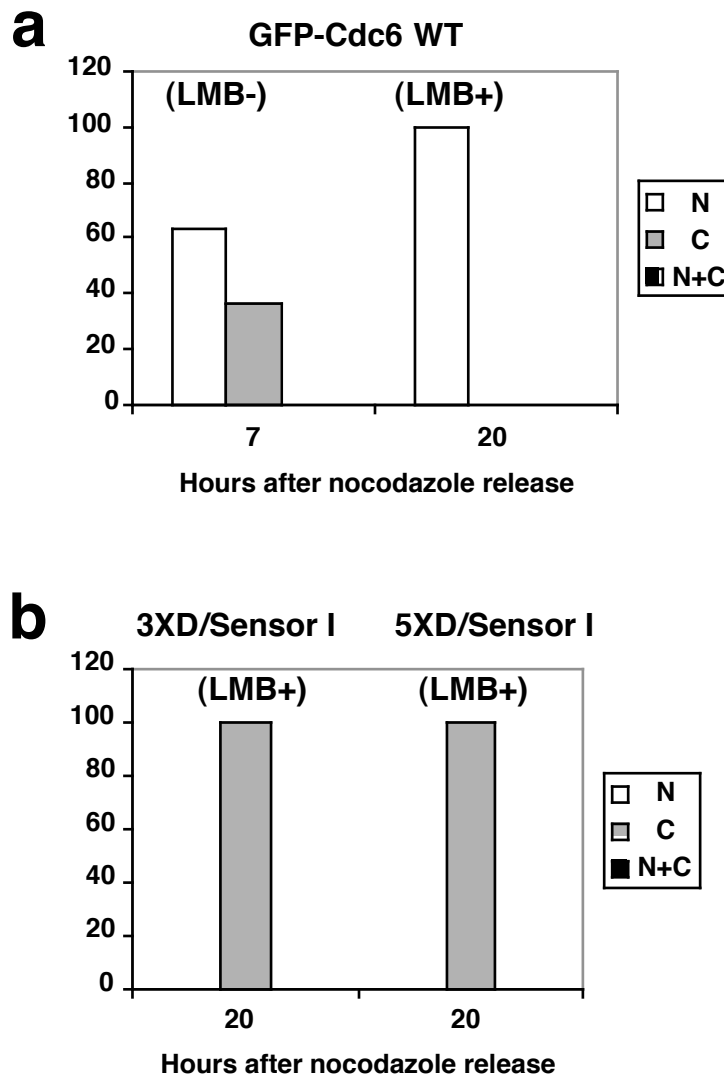 a
GFP-Cdc6 WT
120
100
80
60
40
20
0
(LMB-)
(LMB+)
7
20
Hours after nocodazole release
N
C
N+C
b
3XD/Sensor I
5XD/Sensor I
120
100
80
60
40
20
0
(LMB+)
(LMB+)
20
20
Hours after nocodazole release
N
C
N+C